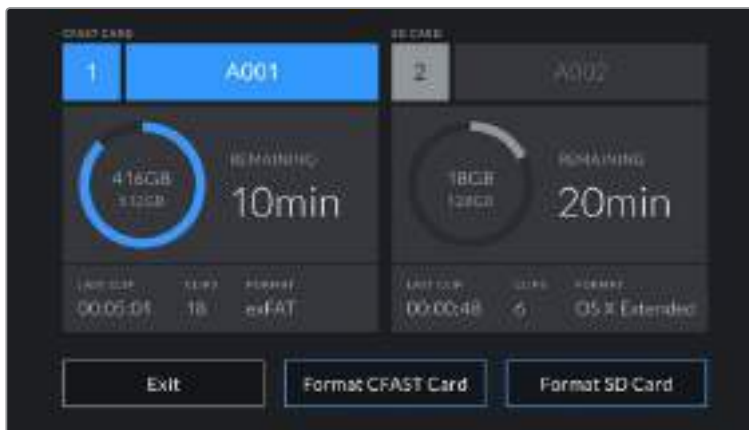 CFAST CARD
1 A001
416GB
512GB
REMAINING
10min
LAST CLIP CLIPS FORMAT
00:05:01 18 exFAT
SD CARD
2 A002
18GB
128GB
REMAINING
20min
LAST CLIP CLIPS FORMAT
00:00:48 6 OS X Extended
Exit Format CFAST Card Format SD Card